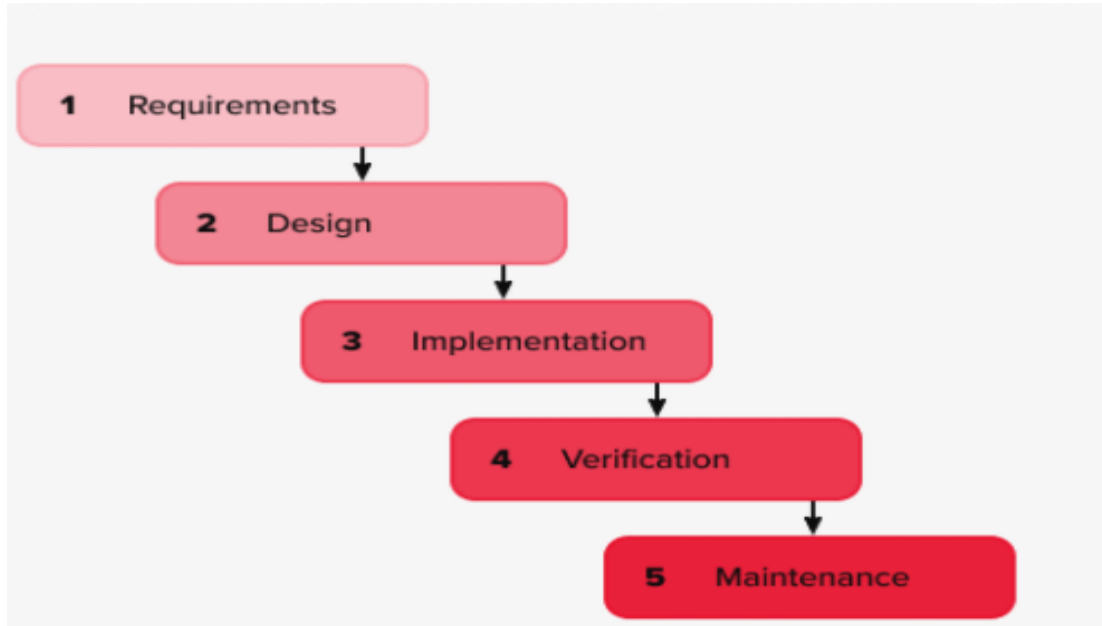 1 Requirements
2 Design
3 Implementation
4 Verification
5 Maintenance